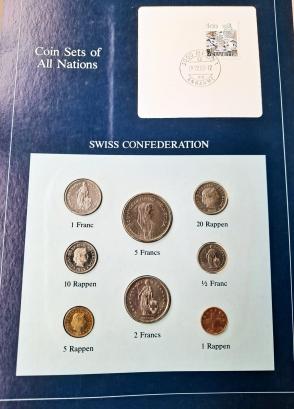 Coin Sets of
All Nations
SWISS CONFEDERATION
1 Franc
5 Francs
20 Rappen
10 Rappen
½ Franc
5 Rappen
2 Francs
1 Rappen